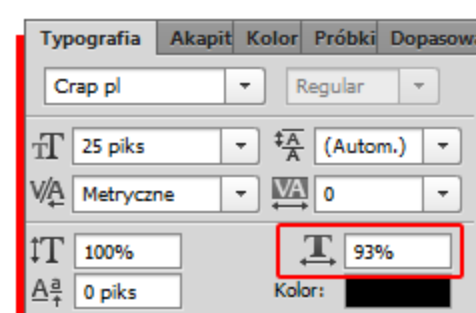 Typografia Akapit Kolor Próbki Dopasow
Crap pl Regular
25 piks (Autom.)
Metryczne 0
100% 93%
0 piks Kolor: